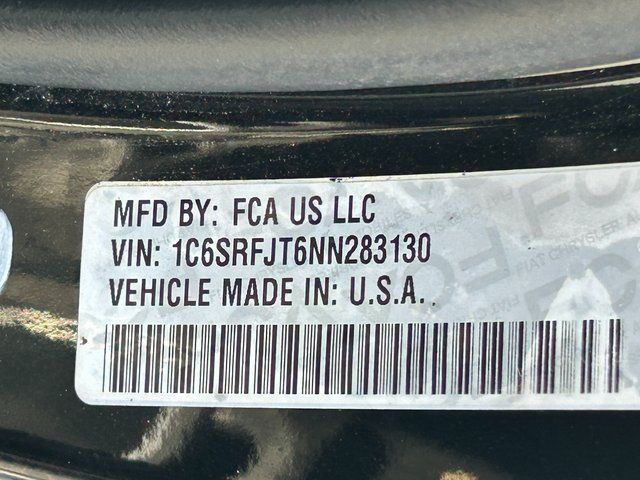 MFD BY: FCA US LLC
VIN: 1C6SRFJT6NN283130
VEHICLE MADE IN: U.S.A.